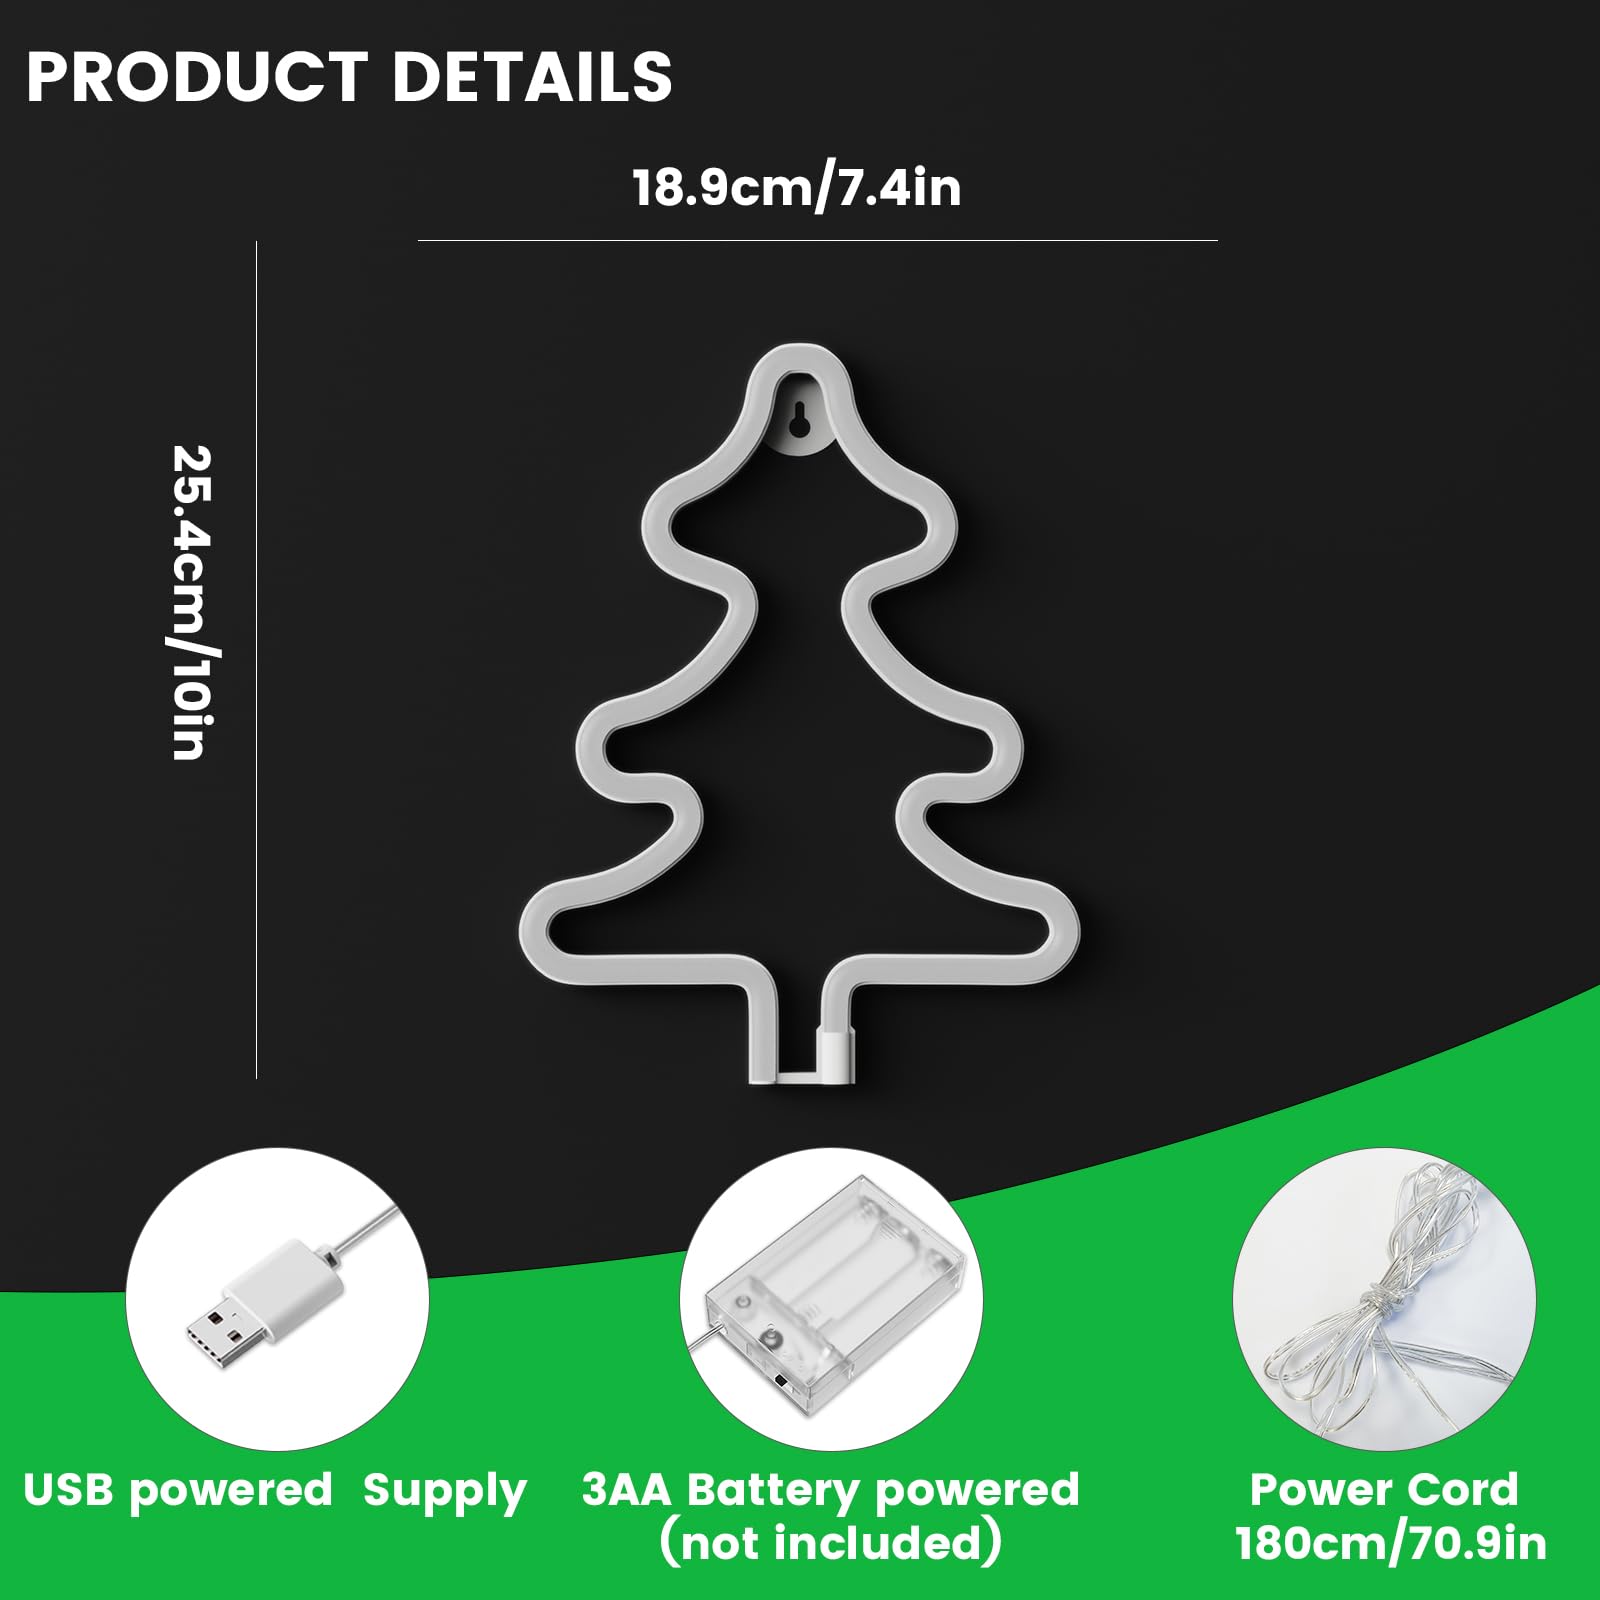 PRODUCT DETAILS
18.9cm/7.4in
25.4cm/10in
USB powered Supply
3AA Battery powered
(not included)
Power Cord
180cm/70.9in